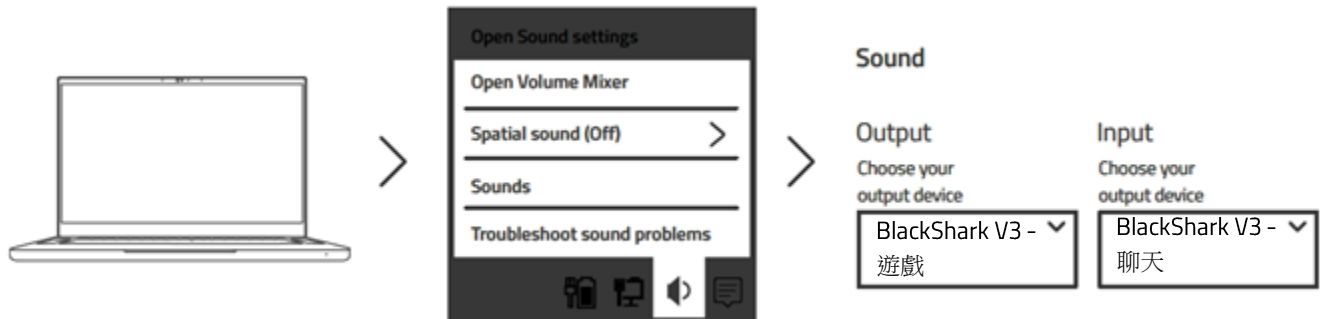 Open Sound settings
Open Volume Mixer
Spatial sound (Off)
Sounds
Troubleshoot sound problems
Sound
Output
Choose your
output device
BlackShark V3 -
遊戲
Input
Choose your
output device
BlackShark V3 -
聊天